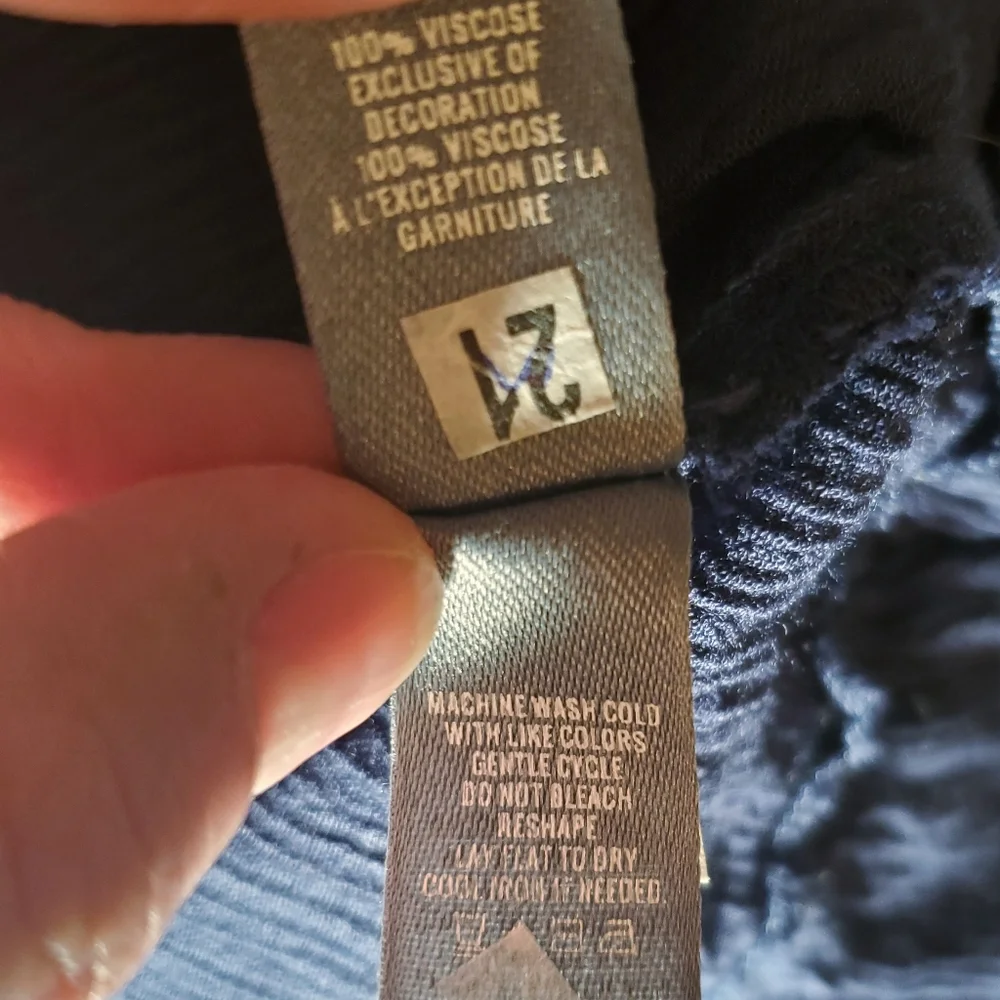 100% VISCOSE
EXCLUSIVE OF
DECORATION
100% VISCOSE
À L'EXCEPTION DE LA
GARNITURE
21
MACHINE WASH COLD
WITH LIKE COLORS
GENTLE CYCLE
DO NOT BLEACH
RESHAPE
LAY FLAT TO DRY
COOL IRON IF NEEDED.